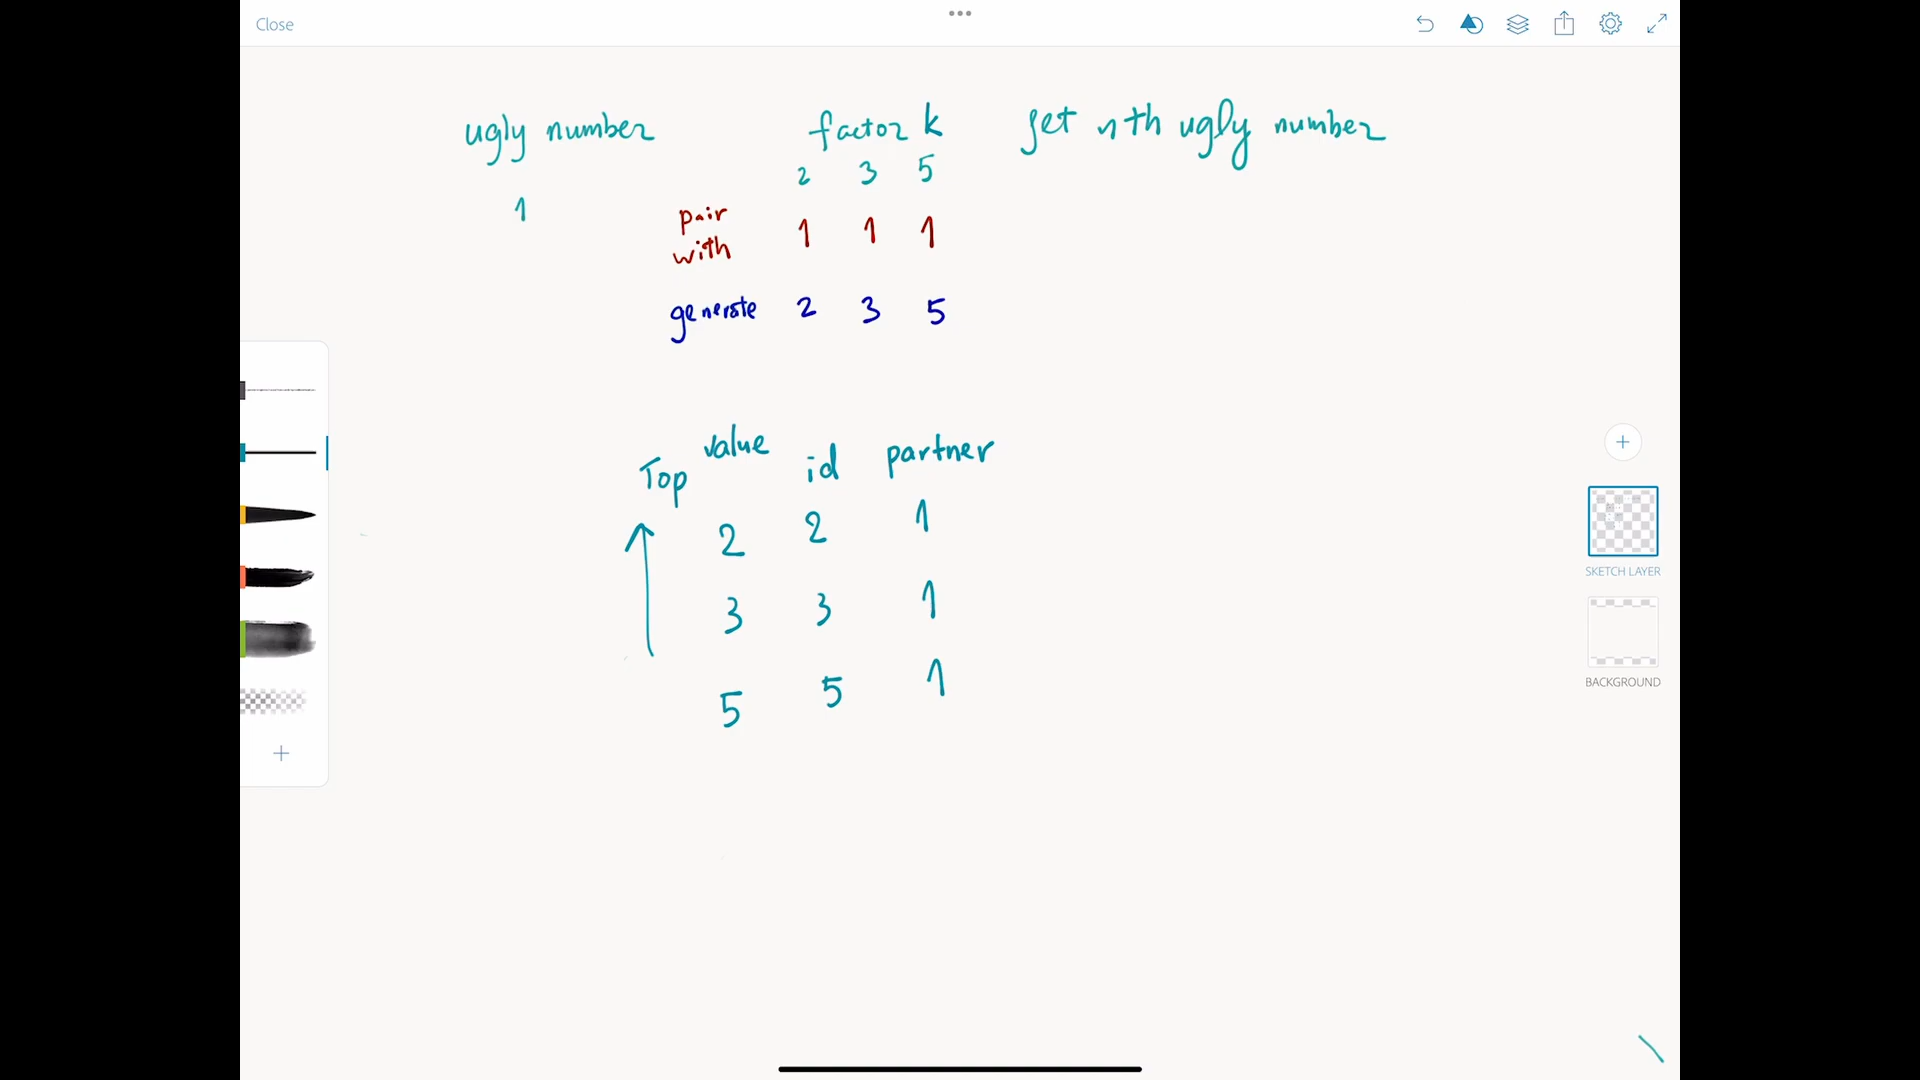 Close
ugly number factor k get nth ugly number
2 3 5
1
pair with 1 1 1
generate 2 3 5
Top value id partner
2 2 1
3 3 1
5 5 1
SKETCH LAYER
BACKGROUND